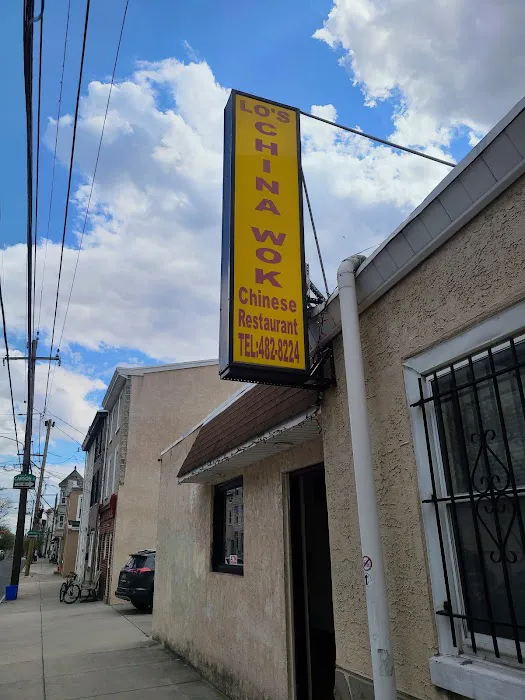 LO'S
CHINA
WOK
Chinese
Restaurant
TEL:482-8224